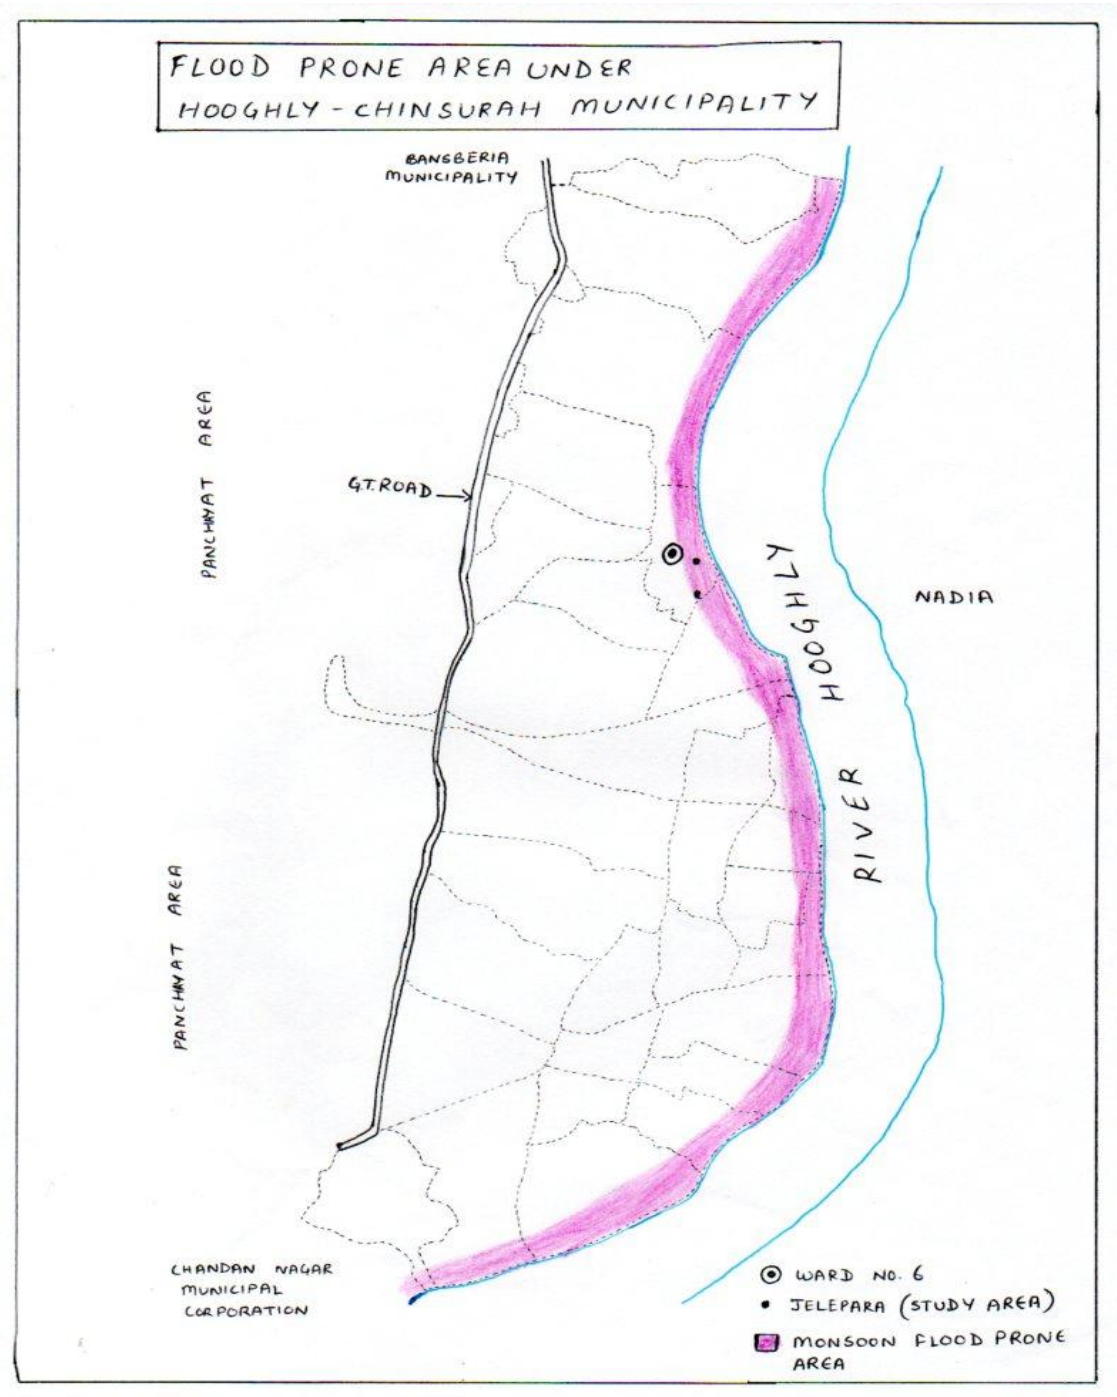 FLOOD PRONE AREA UNDER
HOOGHLY - CHINSURAH MUNICIPALITY
BANSBERIA
MUNICIPALITY
PANCHAYAT AREA
G.T. ROAD
RIVER HOOGHLY
NADIA
PANCHAYAT AREA
CHANDAN NAGAR
MUNICIPAL
CORPORATION
WARD NO. 6
JELEPARA (STUDY AREA)
MONSOON FLOOD PRONE
AREA